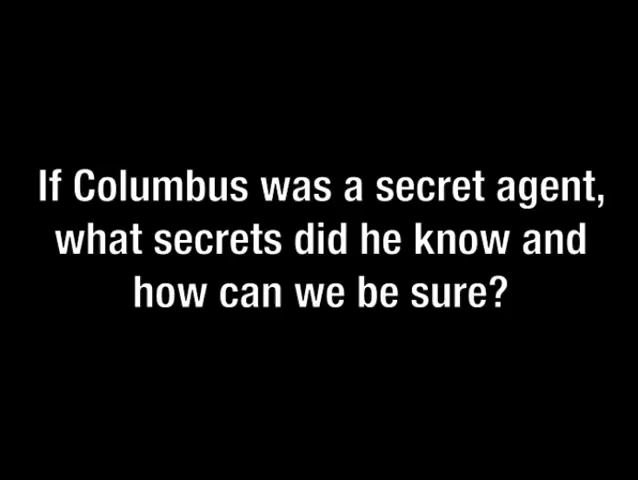 If Columbus was a secret agent,
what secrets did he know and
how can we be sure?